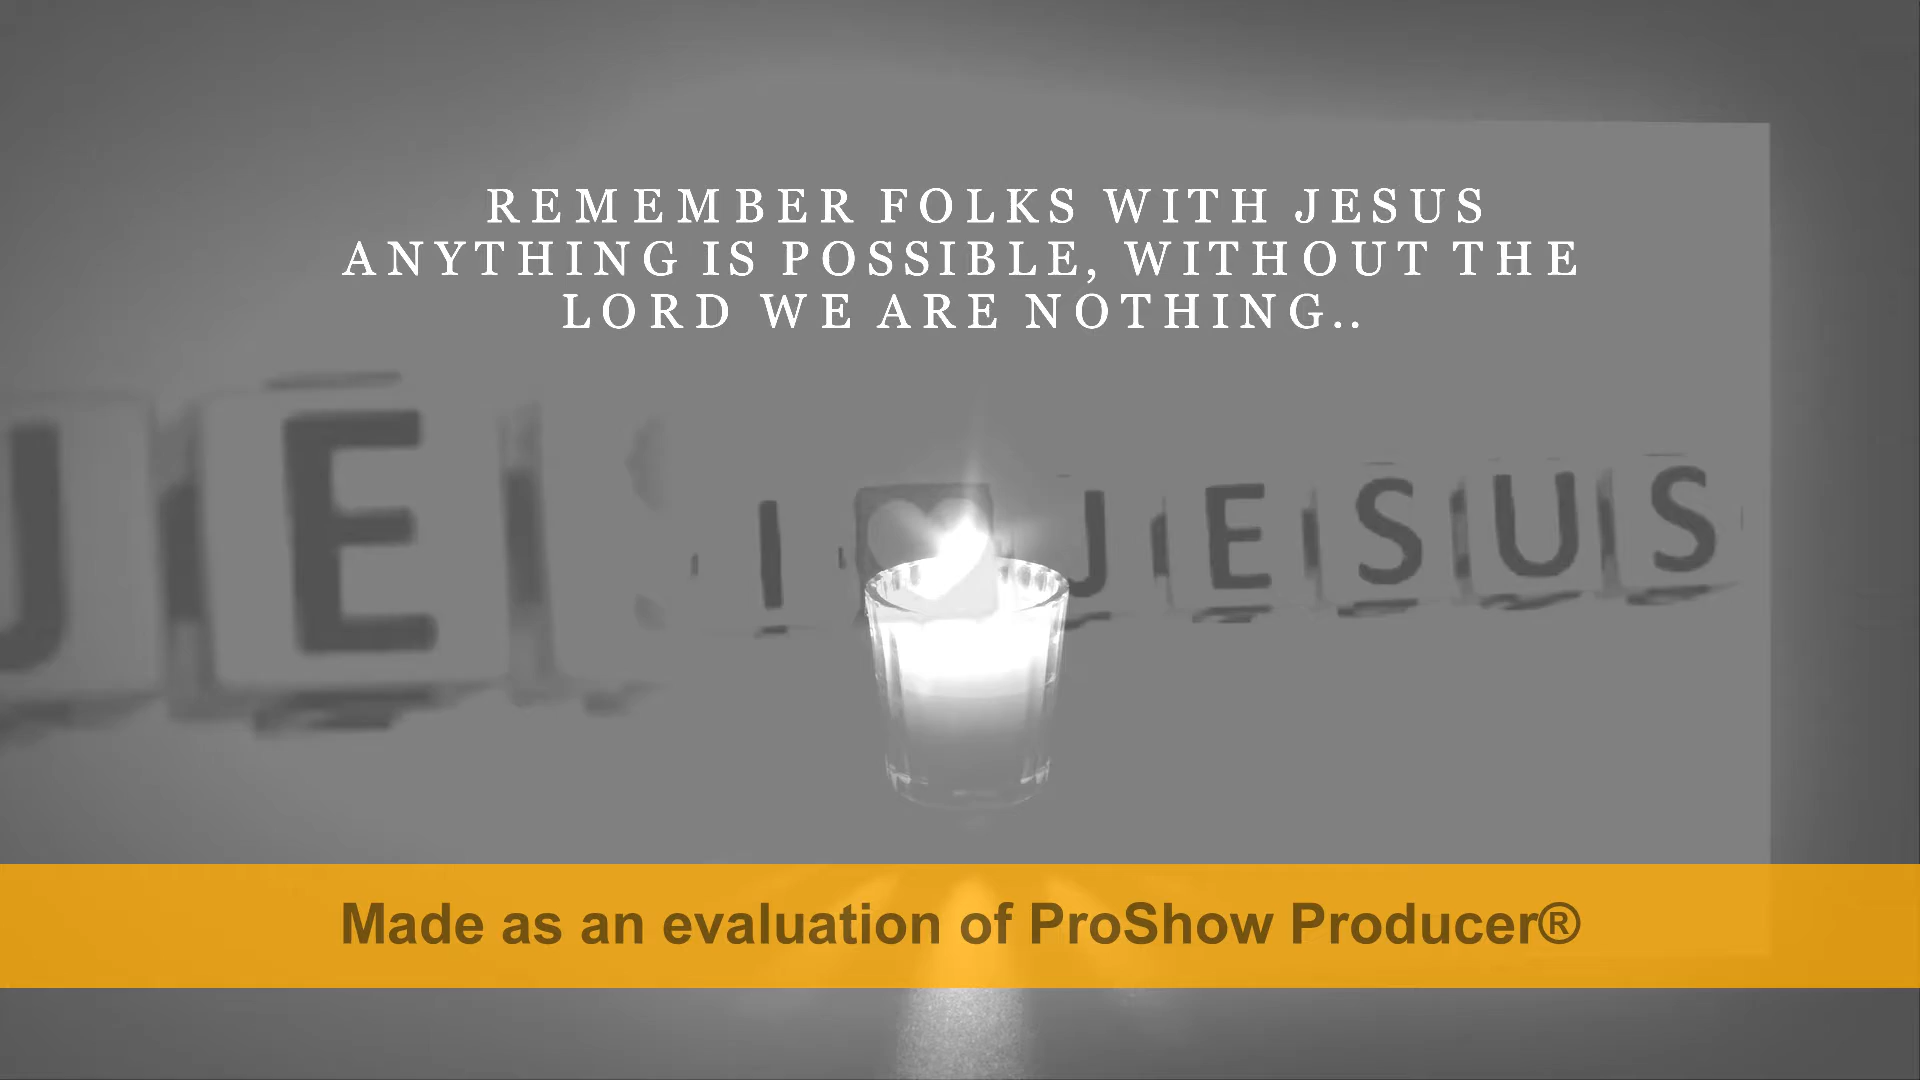 REMEMBER FOLKS WITH JESUS
ANYTHING IS POSSIBLE, WITHOUT THE
LORD WE ARE NOTHING..
JE
I ♥ JESUS
Made as an evaluation of ProShow Producer®